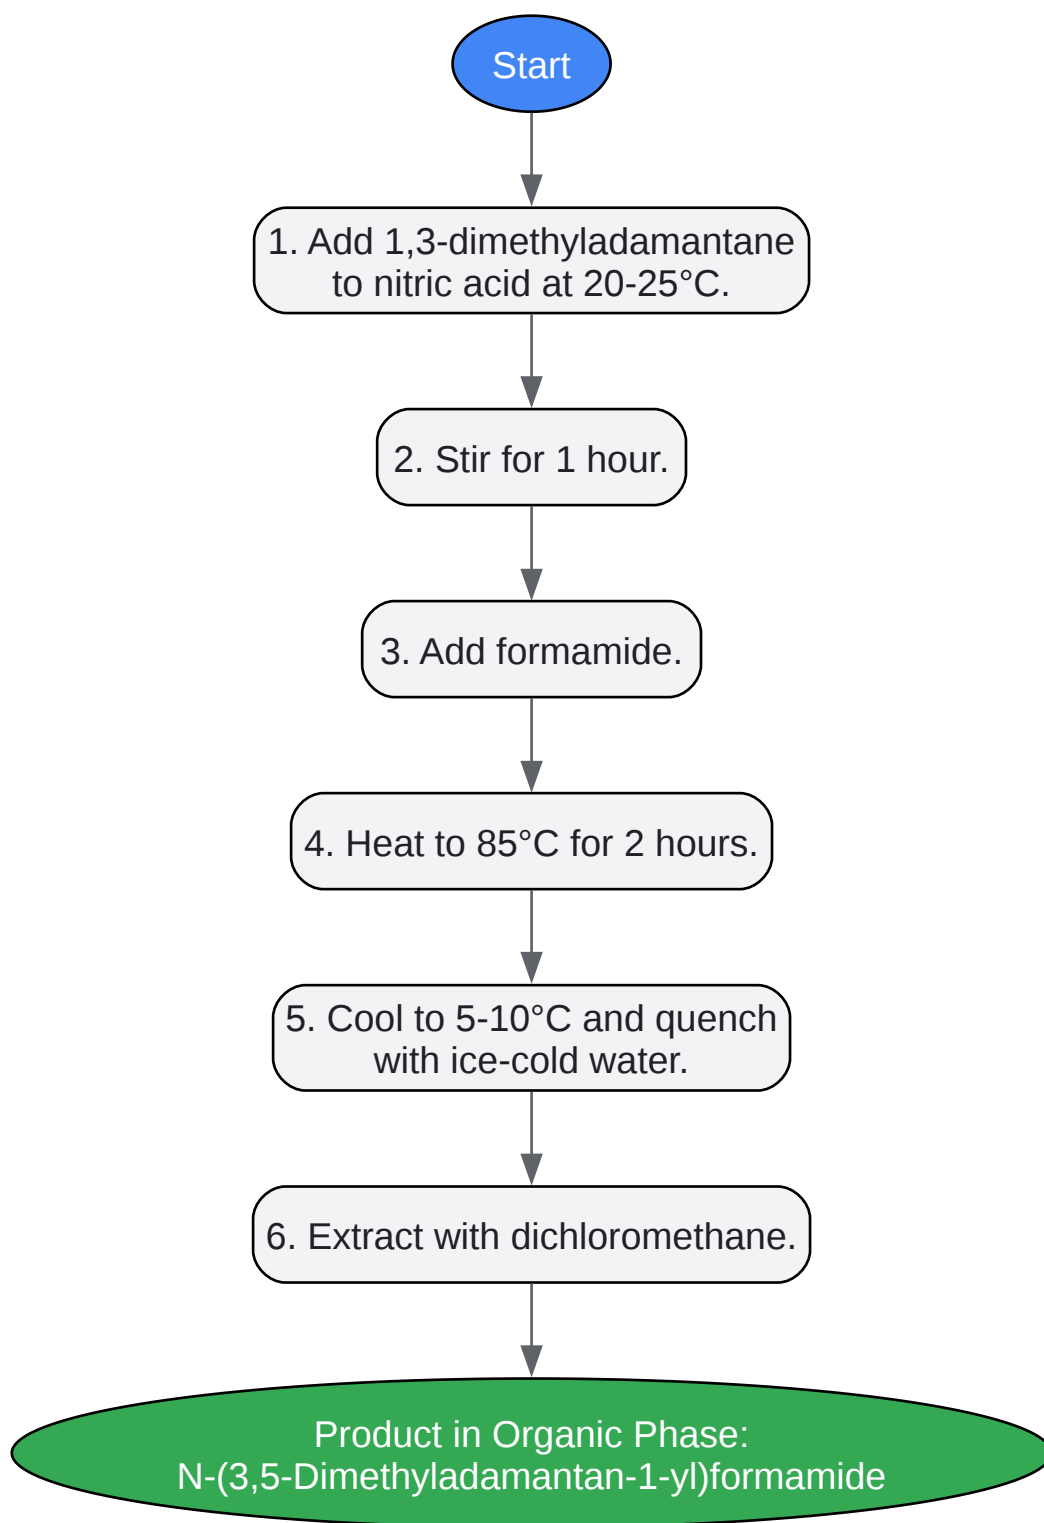 Start
1. Add 1,3-dimethyladamantane
to nitric acid at 20-25°C.
2. Stir for 1 hour.
3. Add formamide.
4. Heat to 85°C for 2 hours.
5. Cool to 5-10°C and quench
with ice-cold water.
6. Extract with dichloromethane.
Product in Organic Phase:
N-(3,5-Dimethyladamantan-1-yl)formamide